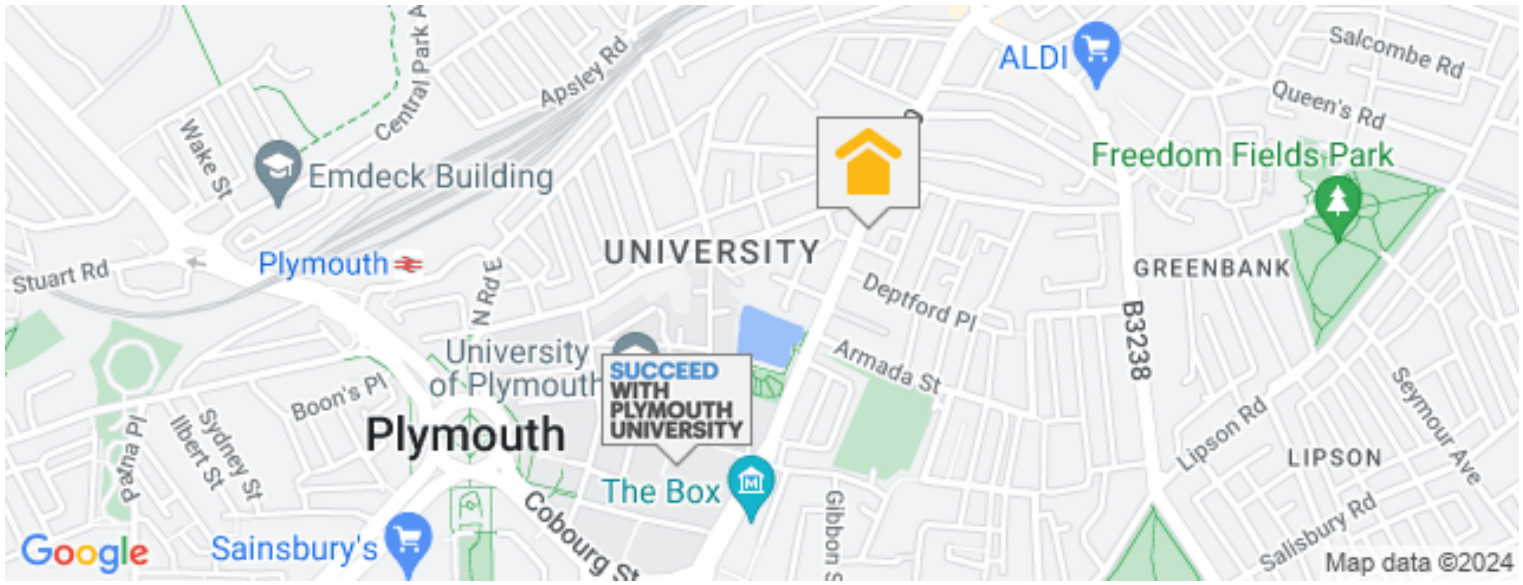 Salcombe Rd
ALDI
Central Park A
Apsley Rd
Queen's Rd
Wake St
Freedom Fields Park
Emdeck Building
UNIVERSITY
Plymouth
Stuart Rd
N Rd E
GREENBANK
Deptford Pl
B3238
University
of Plymouth
SUCCEED
WITH
PLYMOUTH
UNIVERSITY
Armada St
Boon's Pl
Plymouth
Patna Pl
Sydney St
Ilbert St
Seymour Ave
Lipson Rd
LIPSON
The Box
M
Cobourg St
Gibbon S
Salisbury Rd
Sainsbury's
Google
Map data ©2024